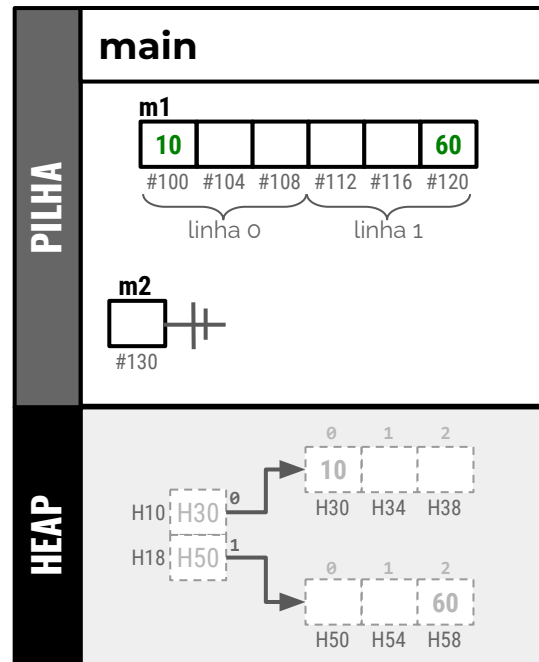 main
PILHA
m1
10 60
#100 #104 #108 #112 #116 #120
linha 0 linha 1
m2
#130
HEAP
0 1 2
10
H30 H34 H38
H10 H30 0
H18 H50 1
0 1 2
60
H50 H54 H58